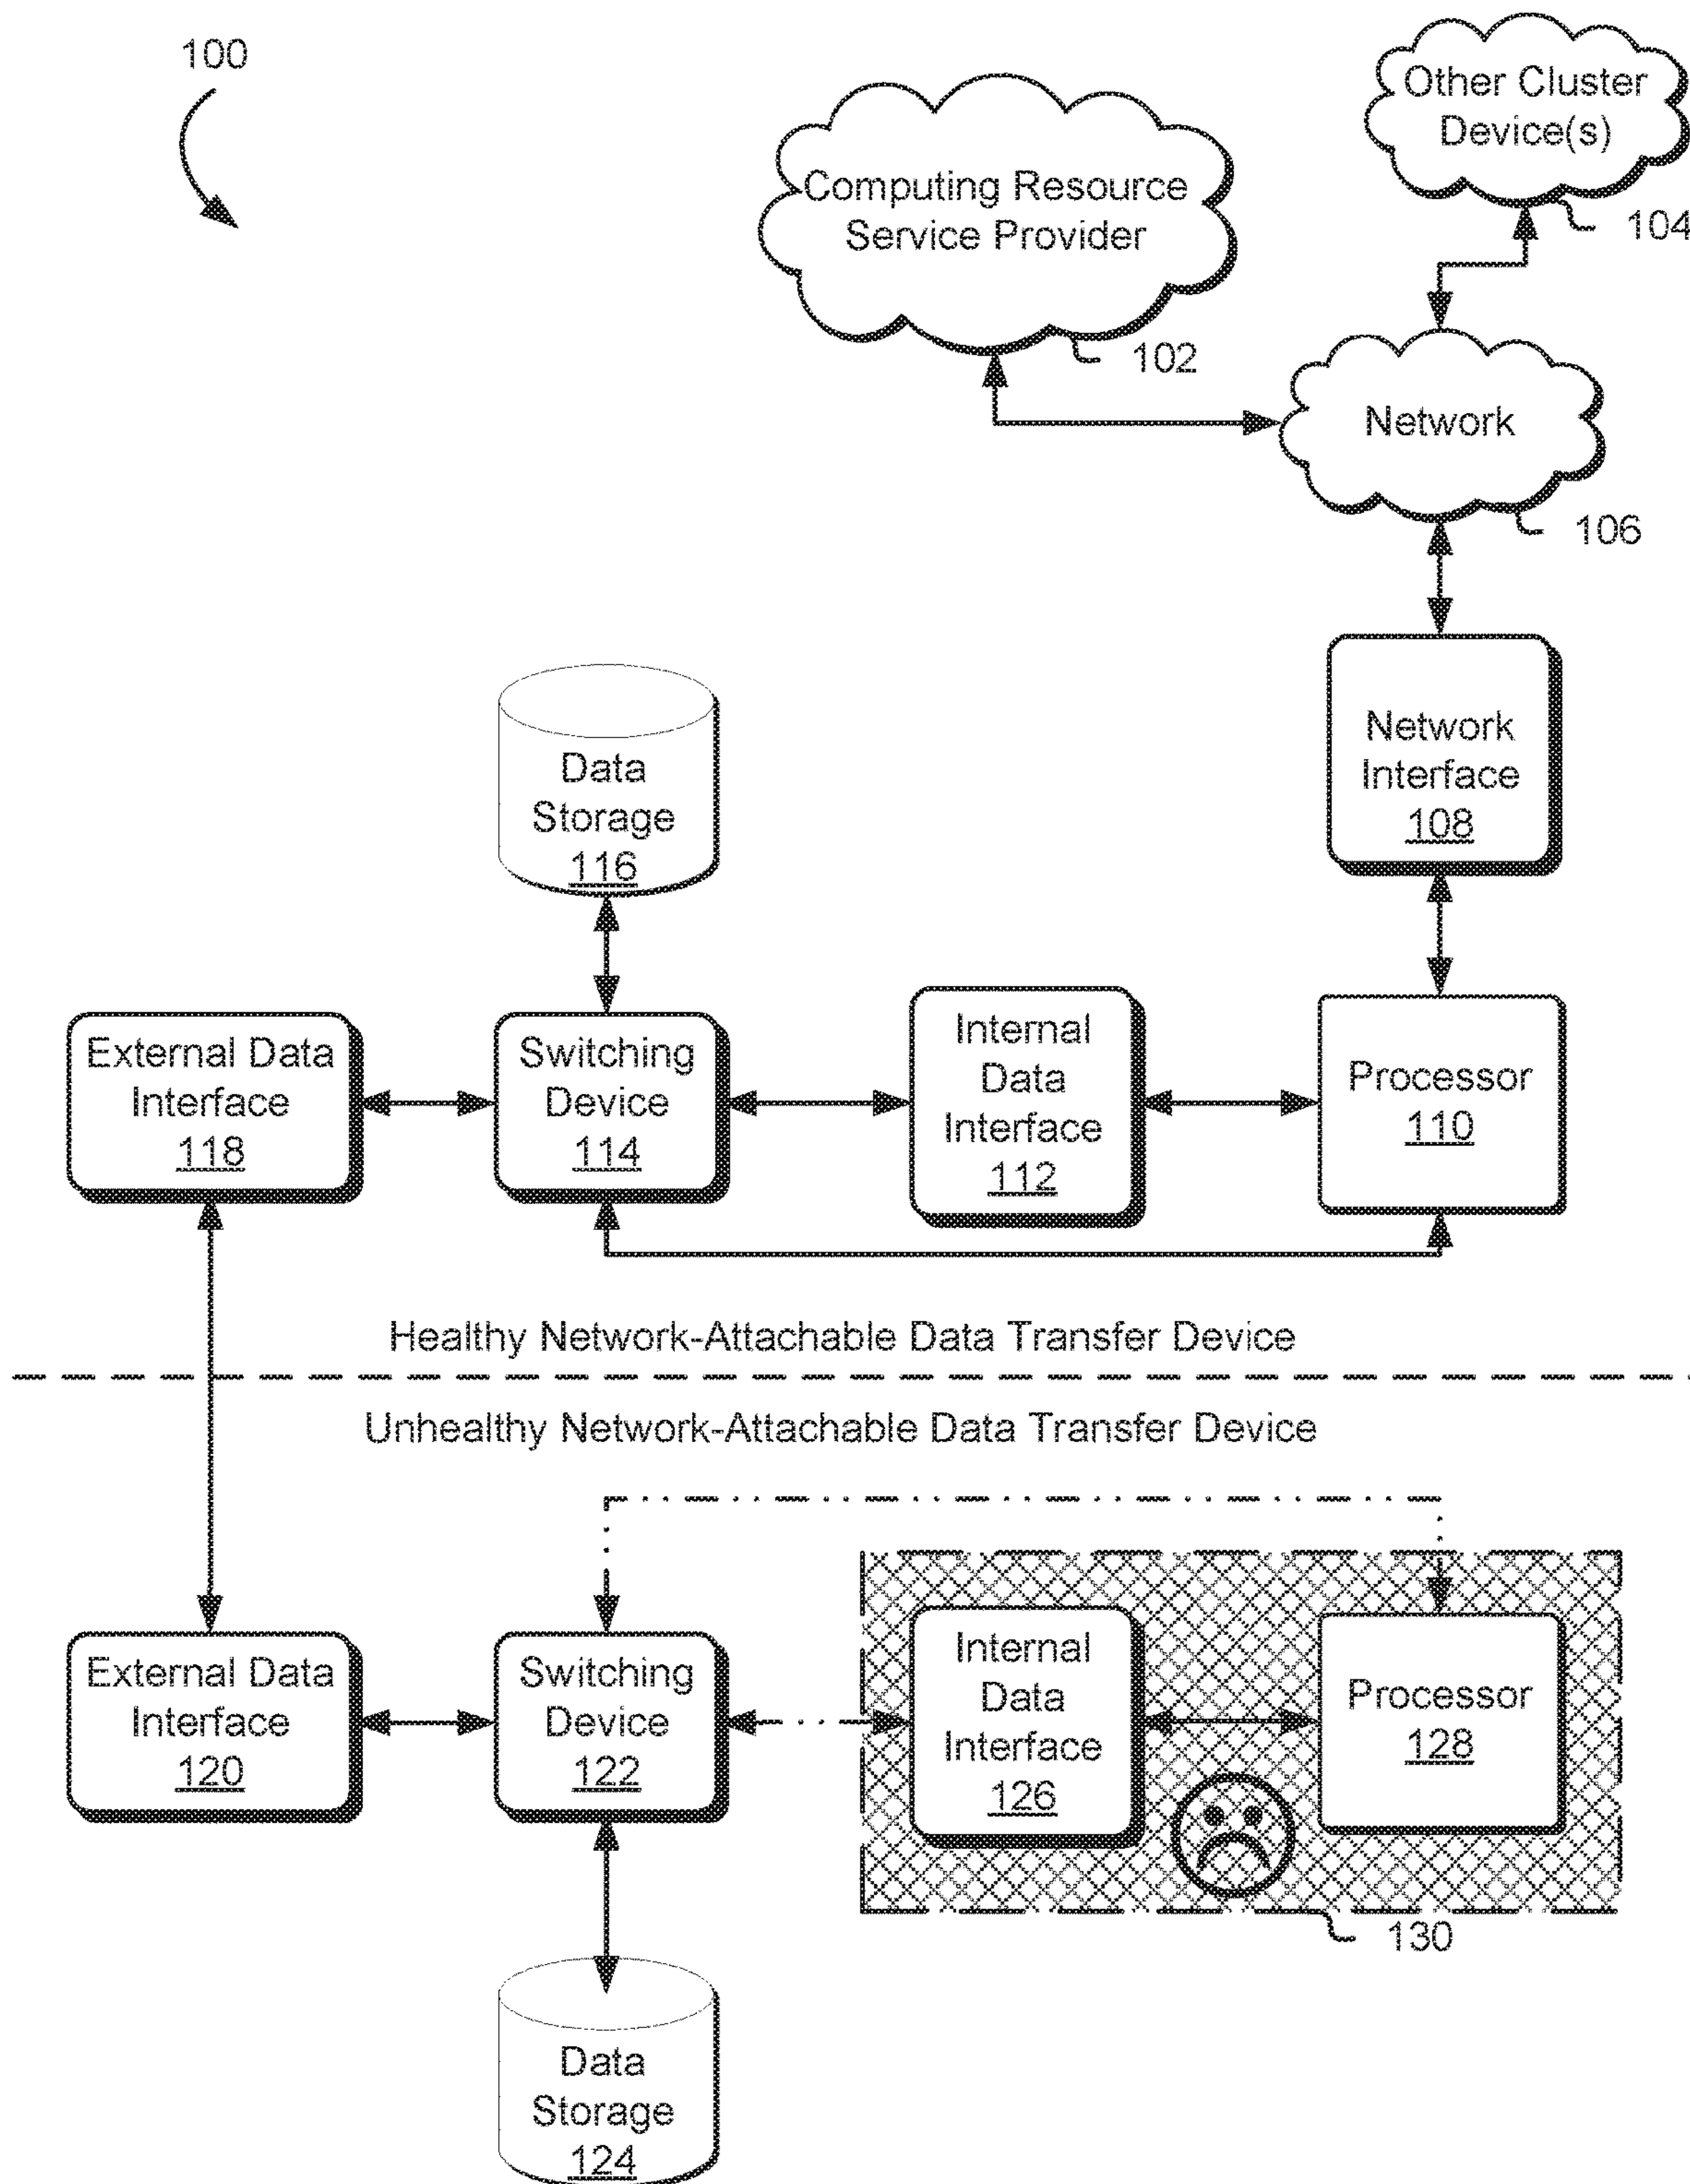 100
Other Cluster
Device(s)
104
Computing Resource
Service Provider
102
Network
106
Network
Interface
108
Data
Storage
116
External Data
Interface
118
Switching
Device
114
Internal
Data
Interface
112
Processor
110
Healthy Network-Attachable Data Transfer Device
Unhealthy Network-Attachable Data Transfer Device
External Data
Interface
120
Switching
Device
122
Internal
Data
Interface
126
Processor
128
130
Data
Storage
124